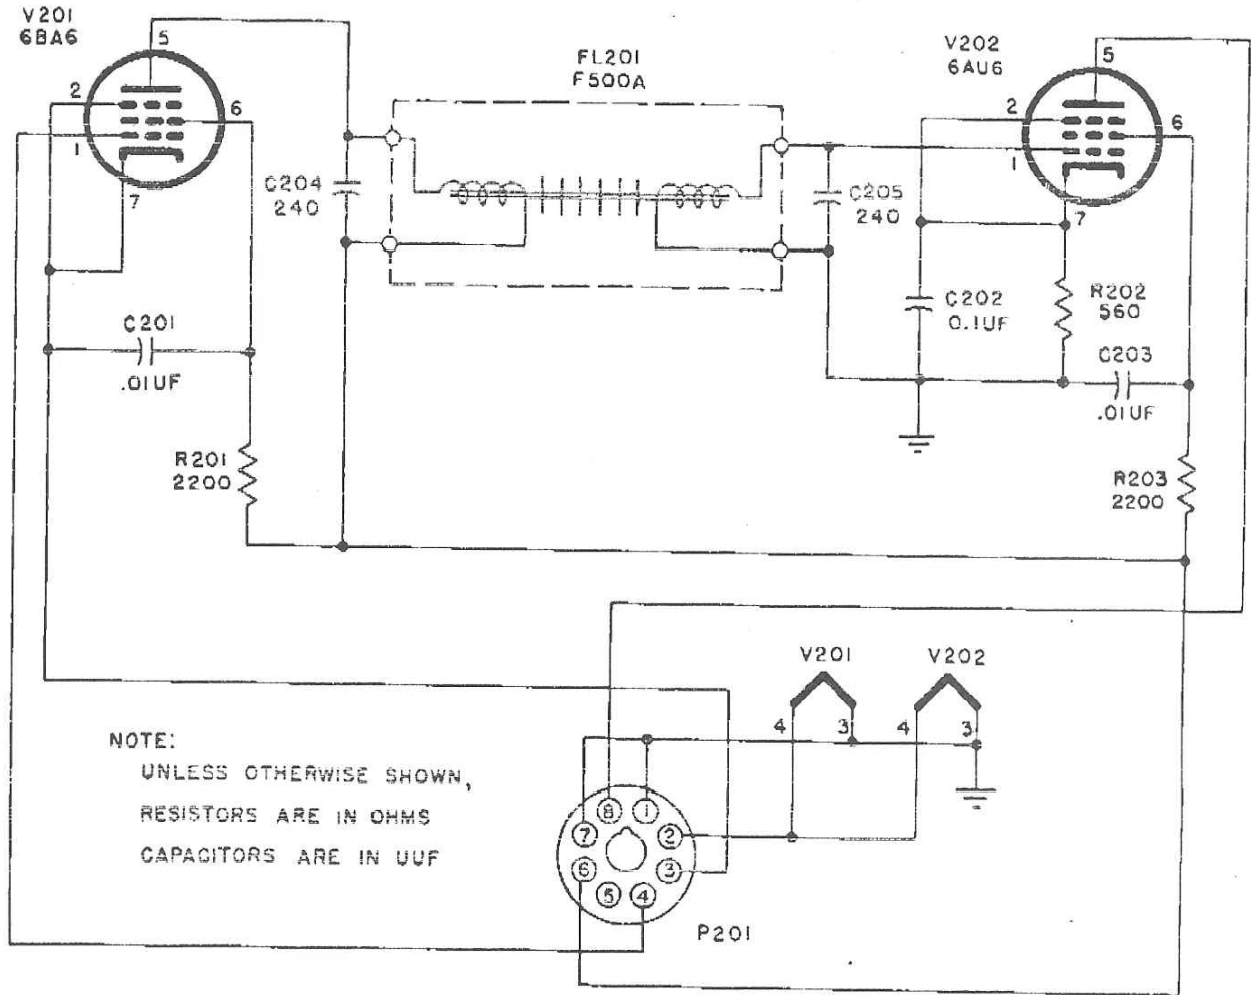 V201
6BA6
5
2
6
1
7
FL201
F500A
V202
6AU6
5
2
6
1
7
C204
240
C205
240
C202
0.1UF
R202
560
C201
.01UF
C203
.01UF
R201
2200
R203
2200
V201
V202
4
3
4
3
NOTE:
UNLESS OTHERWISE SHOWN,
RESISTORS ARE IN OHMS
CAPACITORS ARE IN UUF
8
1
7
2
6
3
5
4
P201